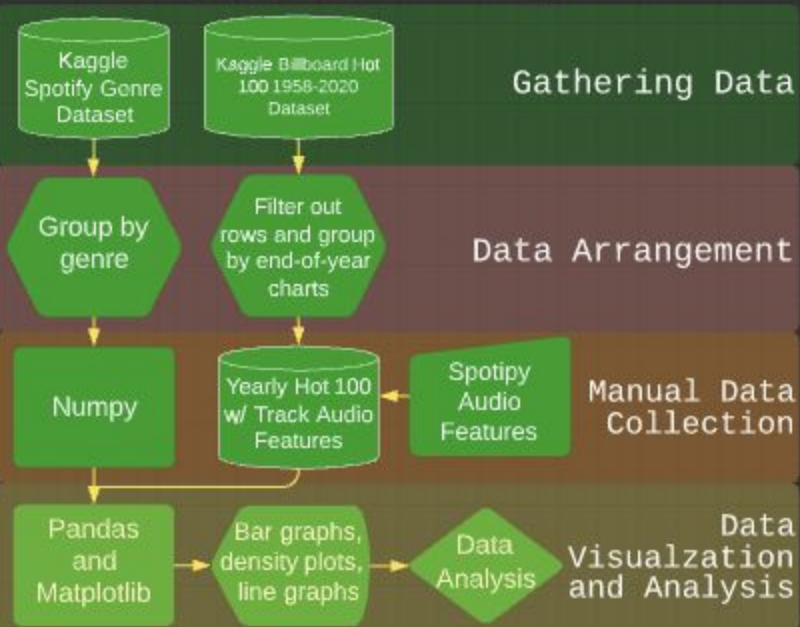 Kaggle
Spotify Genre
Dataset
Kaggle Billboard Hot
100 1958-2020
Dataset
Gathering Data
Group by
genre
Filter out
rows and group
by end-of-year
charts
Data Arrangement
Numpy
Yearly Hot 100
w/ Track Audio
Features
Spotipy
Audio
Features
Manual Data
Collection
Pandas
and
Matplotlib
Bar graphs,
density plots,
line graphs
Data
Analysis
Data
Visualzation
and Analysis